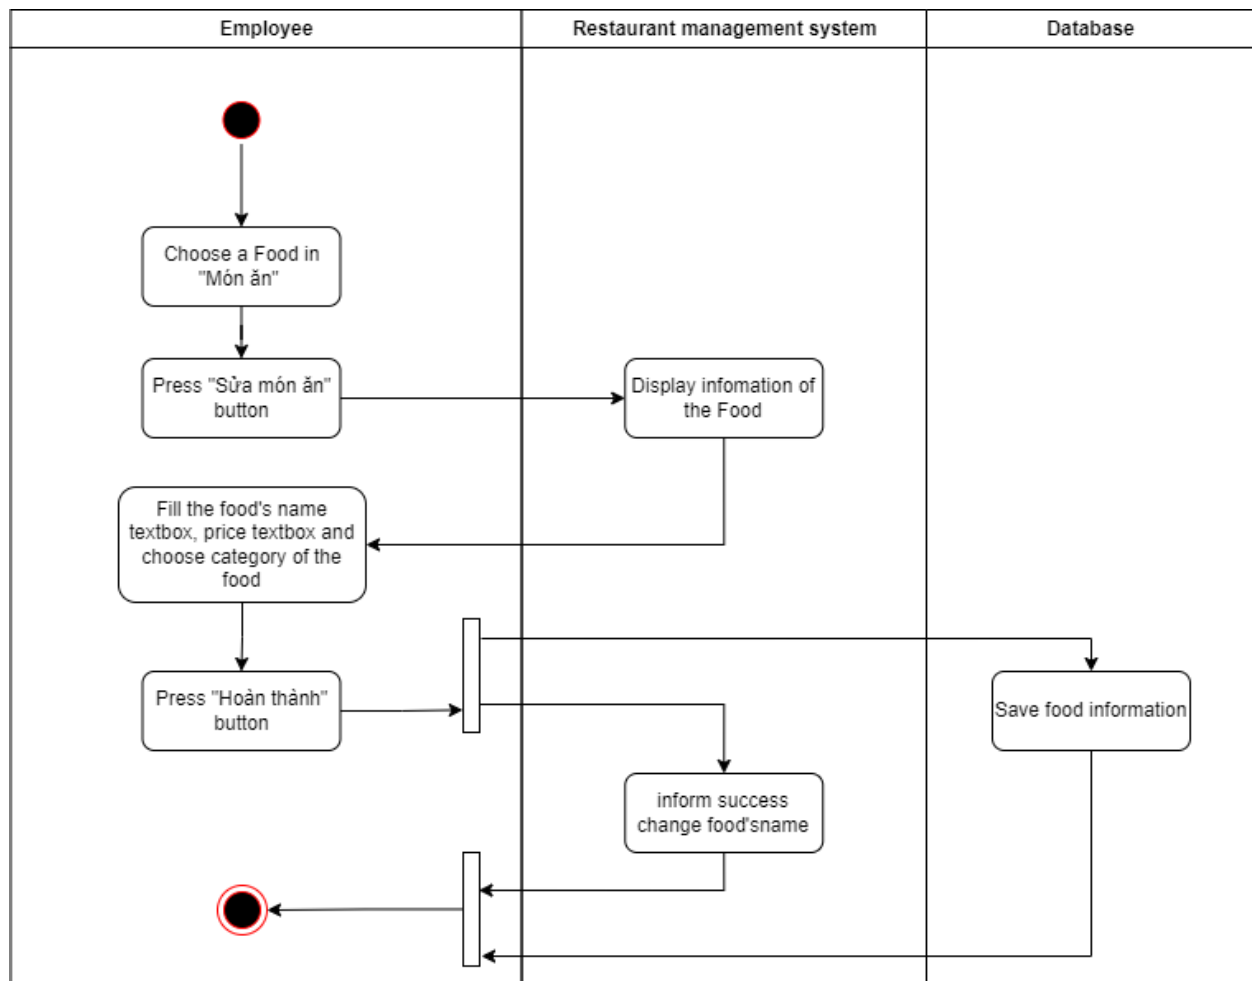 Employee
Restaurant management system
Database
Choose a Food in
"Món ăn"
Press "Sửa món ăn"
button
Display infomation of
the Food
Fill the food's name
textbox, price textbox and
choose category of the
food
Press "Hoàn thành"
button
Save food information
inform success
change food'sname